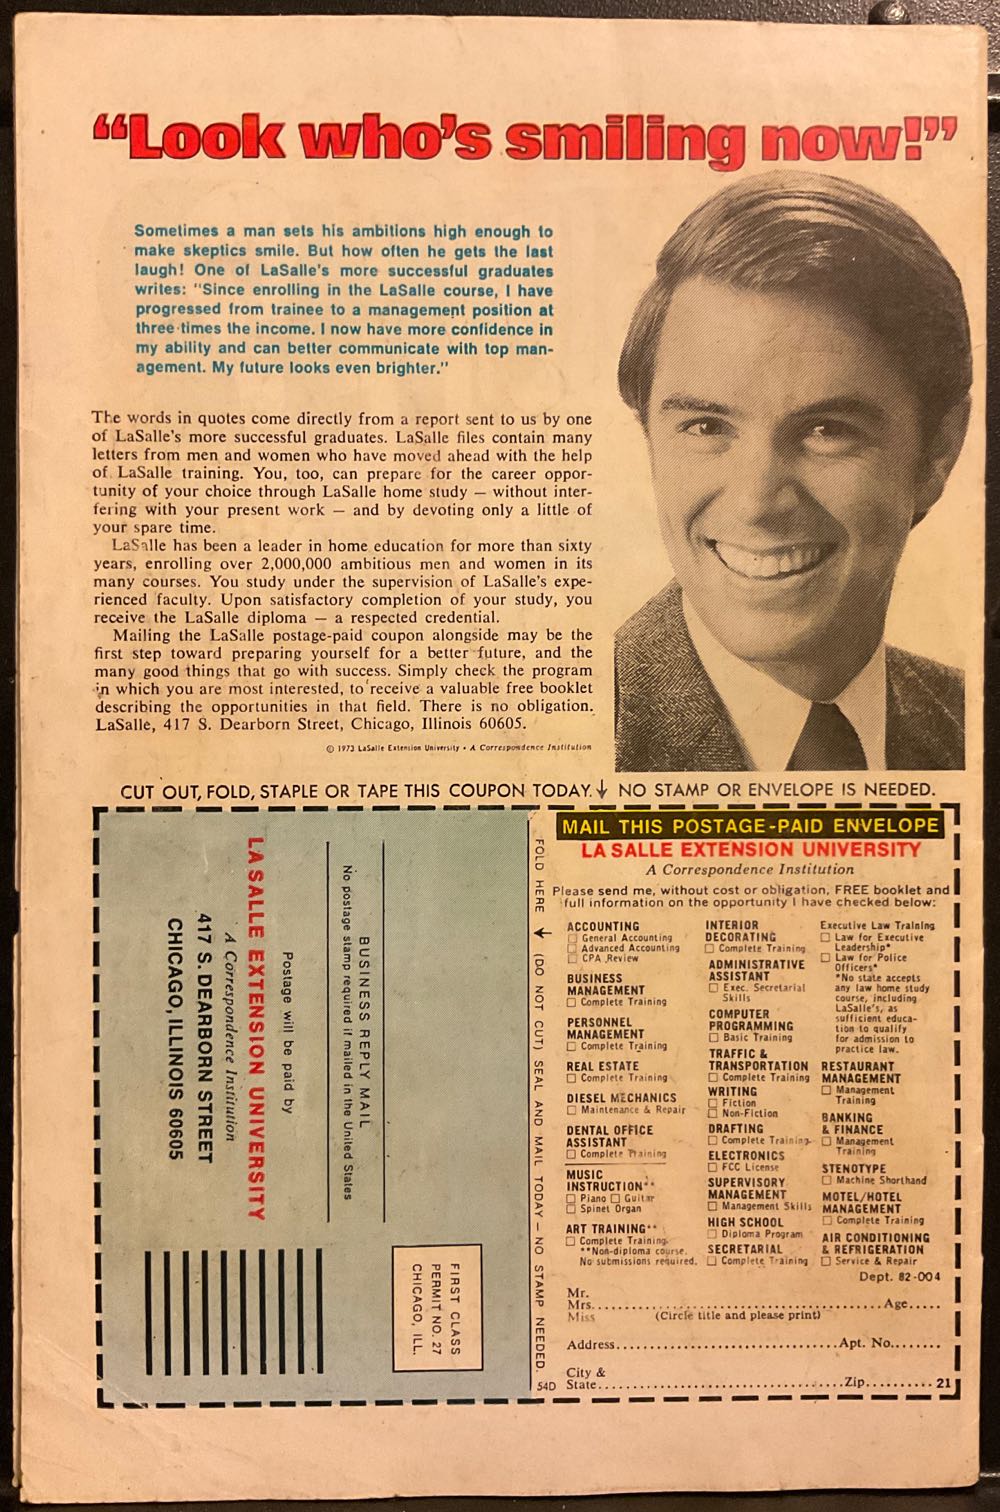 “Look who’s smiling now!”
Sometimes a man sets his ambitions high enough to
make skeptics smile. But how often he gets the last
laugh! One of LaSalle's more successful graduates
writes: "Since enrolling in the LaSalle course, I have
progressed from trainee to a management position at
three times the income. I now have more confidence in
my ability and can better communicate with top man-
agement. My future looks even brighter."
The words in quotes come directly from a report sent to us by one
of LaSalle's more successful graduates. LaSalle files contain many
letters from men and women who have moved ahead with the help
of LaSalle training. You, too, can prepare for the career oppor-
tunity of your choice through LaSalle home study — without inter-
fering with your present work — and by devoting only a little of
your spare time.
LaSalle has been a leader in home education for more than sixty
years, enrolling over 2,000,000 ambitious men and women in its
many courses. You study under the supervision of LaSalle's expe-
rienced faculty. Upon satisfactory completion of your study, you
receive the LaSalle diploma — a respected credential.
Mailing the LaSalle postage-paid coupon alongside may be the
first step toward preparing yourself for a better future, and the
many good things that go with success. Simply check the program
in which you are most interested, to receive a valuable free booklet
describing the opportunities in that field. There is no obligation.
LaSalle, 417 S. Dearborn Street, Chicago, Illinois 60605.
© 1973 LaSalle Extension University • A Correspondence Institution
CUT OUT, FOLD, STAPLE OR TAPE THIS COUPON TODAY. ↓ NO STAMP OR ENVELOPE IS NEEDED.
FIRST CLASS
PERMIT NO. 27
CHICAGO, ILL.
BUSINESS REPLY MAIL
No postage stamp required if mailed in the United States
Postage will be paid by
LA SALLE EXTENSION UNIVERSITY
A Correspondence Institution
417 S. DEARBORN STREET
CHICAGO, ILLINOIS 60605
FOLD HERE ↓ (DO NOT CUT) SEAL AND MAIL TODAY — NO STAMP NEEDED.
54D
MAIL THIS POSTAGE-PAID ENVELOPE
LA SALLE EXTENSION UNIVERSITY
A Correspondence Institution
Please send me, without cost or obligation, FREE booklet and
full information on the opportunity I have checked below:
ACCOUNTING
□ General Accounting
□ Advanced Accounting
□ CPA Review
BUSINESS
MANAGEMENT
□ Complete Training
PERSONNEL
MANAGEMENT
□ Complete Training
REAL ESTATE
□ Complete Training
DIESEL MECHANICS
□ Maintenance & Repair
DENTAL OFFICE
ASSISTANT
□ Complete Training
MUSIC
INSTRUCTION**
□ Piano □ Guitar
□ Spinet Organ
ART TRAINING**
□ Complete Training
**Non-diploma course.
No submissions required.
INTERIOR
DECORATING
□ Complete Training
ADMINISTRATIVE
ASSISTANT
□ Exec. Secretarial
Skills
COMPUTER
PROGRAMMING
□ Basic Training
TRAFFIC &
TRANSPORTATION
□ Complete Training
WRITING
□ Fiction
□ Non-Fiction
DRAFTING
□ Complete Training
ELECTRONICS
□ FCC License
SUPERVISORY
MANAGEMENT
□ Management Skills
HIGH SCHOOL
□ Diploma Program
SECRETARIAL
□ Complete Training
Executive Law Training
□ Law for Executive
Leadership*
□ Law for Police
Officers*
*No state accepts
any law home study
course, including
LaSalle's, as
sufficient educa-
tion to qualify
for admission to
practice law.
RESTAURANT
MANAGEMENT
□ Management
Training
BANKING
& FINANCE
□ Management
Training
STENOTYPE
□ Machine Shorthand
MOTEL/HOTEL
MANAGEMENT
□ Complete Training
AIR CONDITIONING
& REFRIGERATION
□ Service & Repair
Dept. 82-004
Mr.
Mrs. Age
Miss (Circle title and please print)
Address Apt. No.
City &
State Zip 21